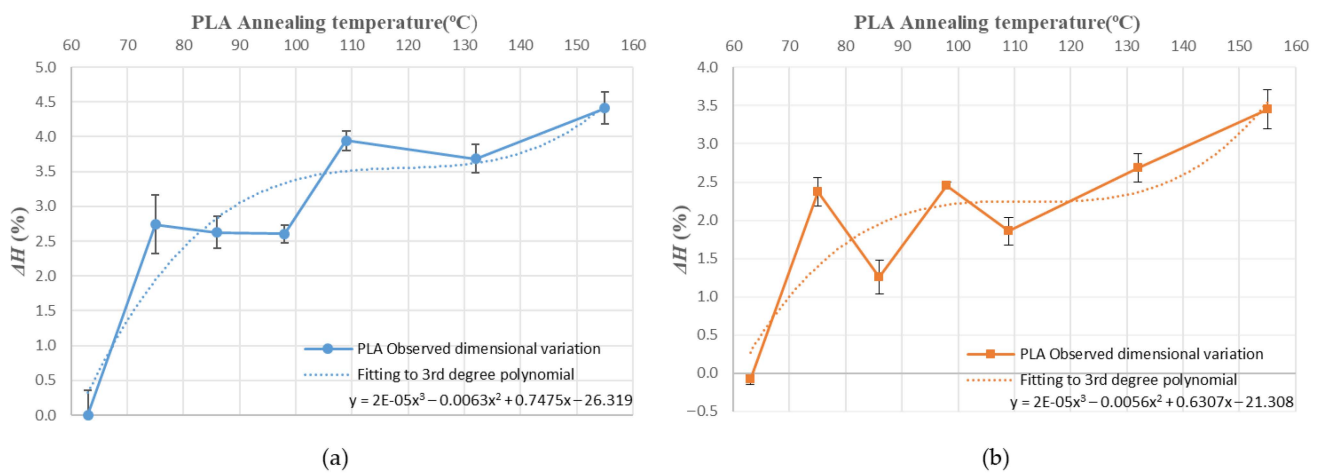 PLA Annealing temperature(ºC)
60 70 80 90 100 110 120 130 140 150 160
5.0
4.5
4.0
3.5
3.0
2.5
2.0
1.5
1.0
0.5
0.0
ΔH (%)
PLA Observed dimensional variation
Fitting to 3rd degree polynomial
y = 2E-05x³ − 0.0063x² + 0.7475x − 26.319
(a)
PLA Annealing temperature(ºC)
60 70 80 90 100 110 120 130 140 150 160
4.0
3.5
3.0
2.5
2.0
1.5
1.0
0.5
0.0
−0.5
ΔH (%)
PLA Observed dimensional variation
Fitting to 3rd degree polynomial
y = 2E-05x³ − 0.0056x² + 0.6307x − 21.308
(b)